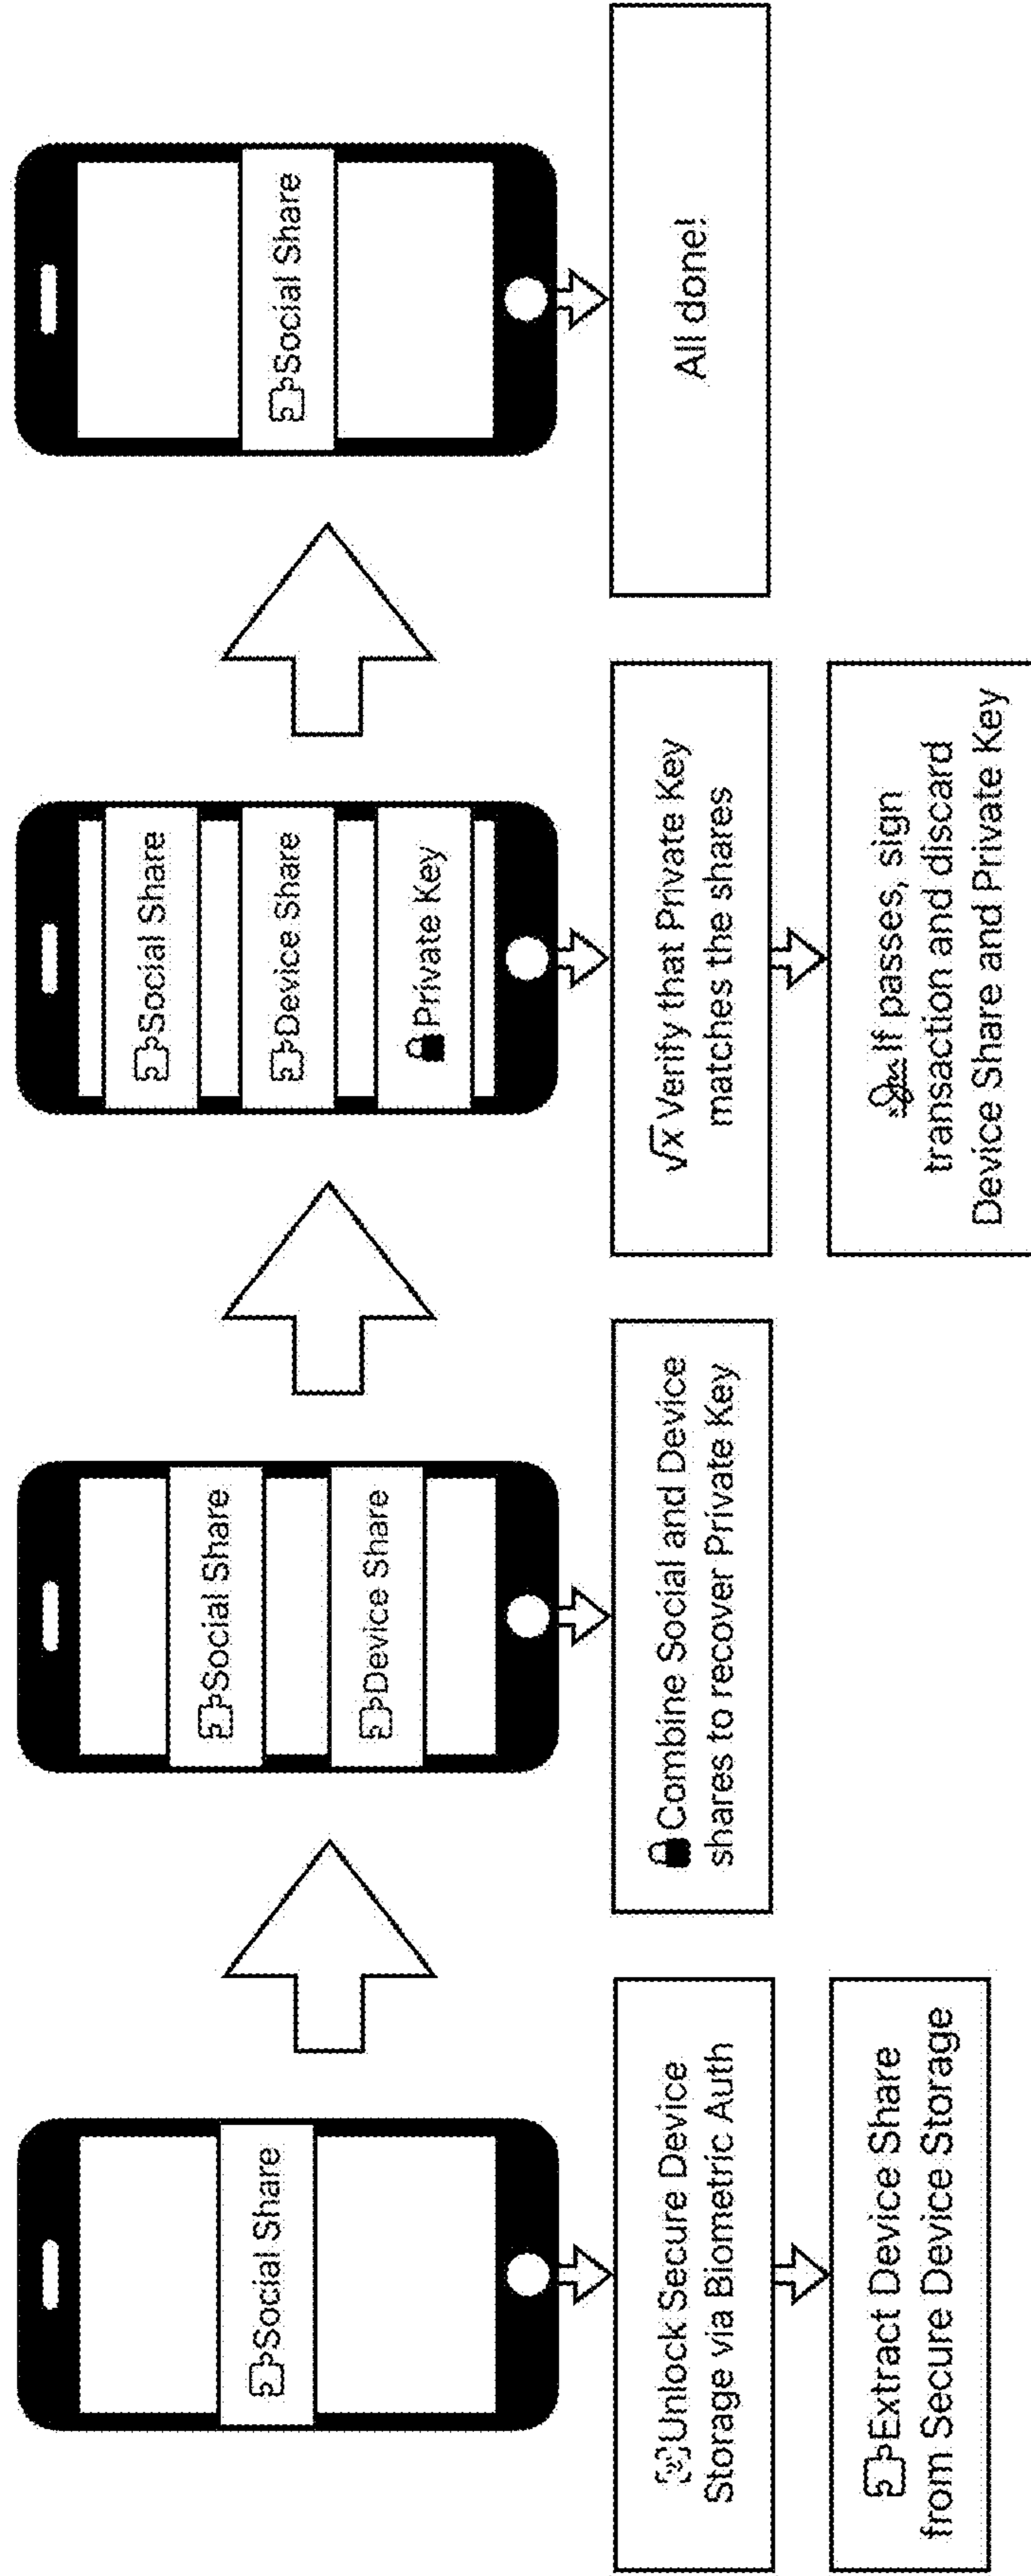 Social Share
Unlock Secure Device
Storage via Biometric Auth
Extract Device Share
from Secure Device Storage
Social Share
Device Share
Combine Social and Device
shares to recover Private Key
Social Share
Device Share
Private Key
√x Verify that Private Key
matches the shares
If passes, sign
transaction and discard
Device Share and Private Key
Social Share
All done!